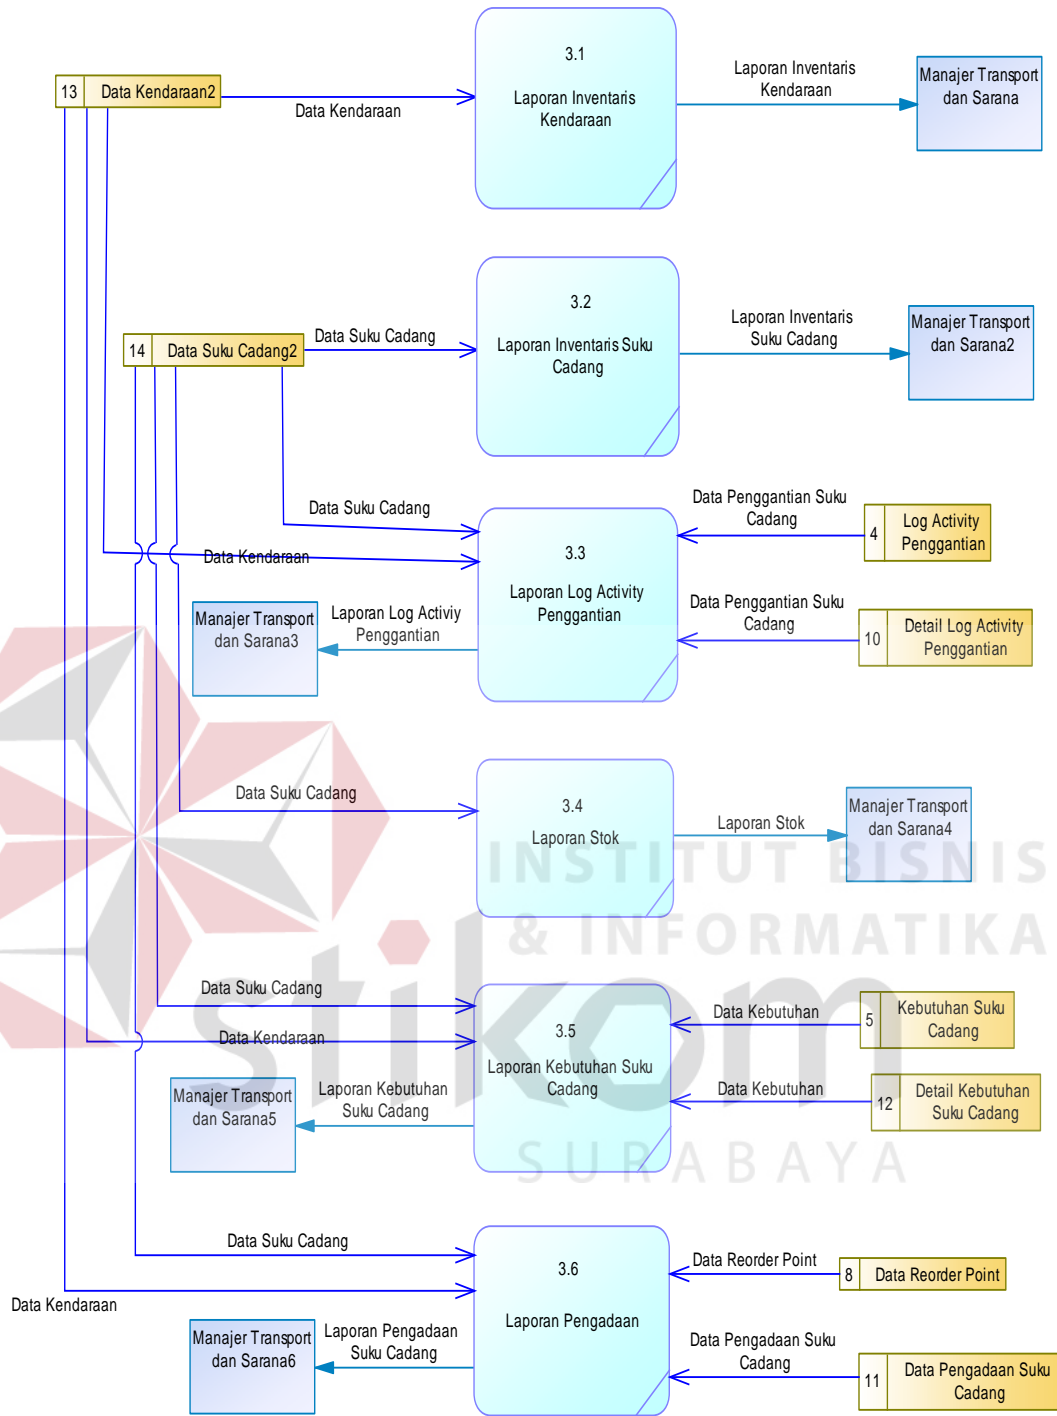 3.1
Laporan Inventaris
Kendaraan
13
Data Kendaraan2
Data Kendaraan
Laporan Inventaris
Kendaraan
Manajer Transport
dan Sarana
3.2
Laporan Inventaris Suku
Cadang
14
Data Suku Cadang2
Data Suku Cadang
Laporan Inventaris
Suku Cadang
Manajer Transport
dan Sarana2
Data Suku Cadang
Data Kendaraan
3.3
Laporan Log Activity
Penggantian
Data Penggantian Suku
Cadang
4
Log Activity
Penggantian
Data Penggantian Suku
Cadang
10
Detail Log Activity
Penggantian
Manajer Transport
dan Sarana3
Laporan Log Activiy
Penggantian
Data Suku Cadang
3.4
Laporan Stok
Laporan Stok
Manajer Transport
dan Sarana4
INSTITUT BISNIS
& INFORMATIKA
stikom
SURABAYA
Data Suku Cadang
Data Kendaraan
3.5
Laporan Kebutuhan Suku
Cadang
Data Kebutuhan
5
Kebutuhan Suku
Cadang
Data Kebutuhan
12
Detail Kebutuhan
Suku Cadang
Manajer Transport
dan Sarana5
Laporan Kebutuhan
Suku Cadang
Data Suku Cadang
Data Kendaraan
3.6
Laporan Pengadaan
Data Reorder Point
8
Data Reorder Point
Data Pengadaan Suku
Cadang
11
Data Pengadaan Suku
Cadang
Manajer Transport
dan Sarana6
Laporan Pengadaan
Suku Cadang